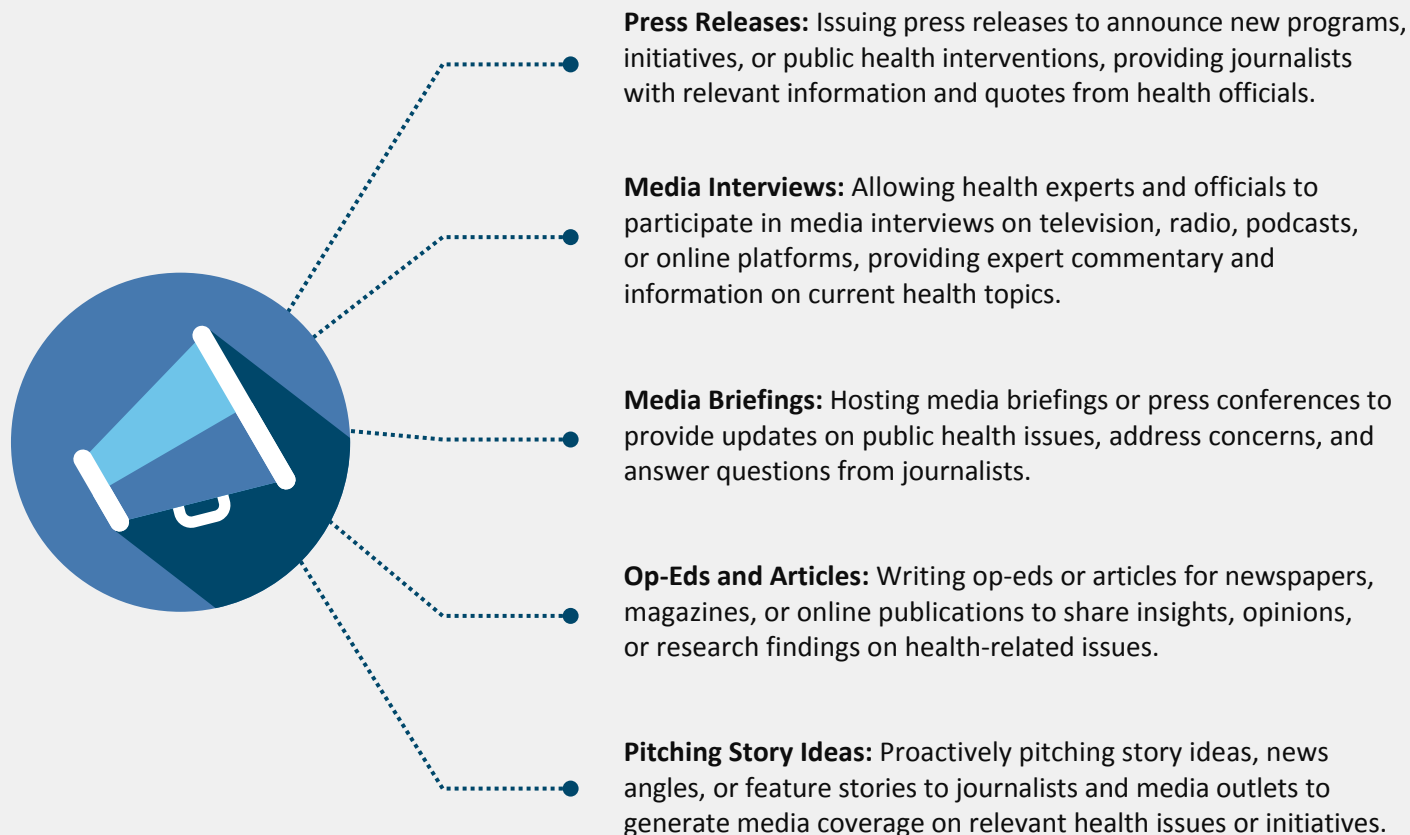 Press Releases: Issuing press releases to announce new programs,
initiatives, or public health interventions, providing journalists
with relevant information and quotes from health officials.
Media Interviews: Allowing health experts and officials to
participate in media interviews on television, radio, podcasts,
or online platforms, providing expert commentary and
information on current health topics.
Media Briefings: Hosting media briefings or press conferences to
provide updates on public health issues, address concerns, and
answer questions from journalists.
Op-Eds and Articles: Writing op-eds or articles for newspapers,
magazines, or online publications to share insights, opinions,
or research findings on health-related issues.
Pitching Story Ideas: Proactively pitching story ideas, news
angles, or feature stories to journalists and media outlets to
generate media coverage on relevant health issues or initiatives.